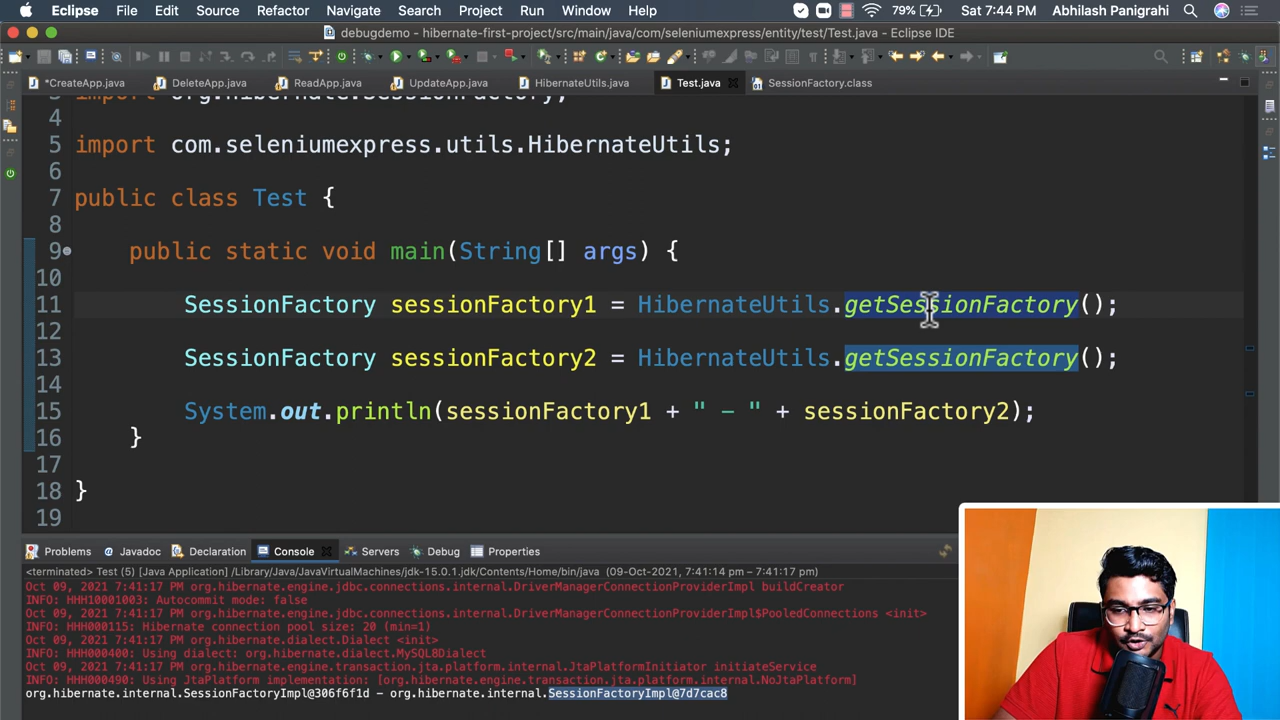 Eclipse File Edit Source Refactor Navigate Search Project Run Window Help 79% Sat 7:44 PM Abhilash Panigrahi
debugdemo - hibernate-first-project/src/main/java/com/seleniumexpress/entity/test/Test.java - Eclipse IDE
*CreateApp.java DeleteApp.java ReadApp.java UpdateApp.java HibernateUtils.java Test.java SessionFactory.class
3 import org.hibernate.SessionFactory;
4
5 import com.seleniumexpress.utils.HibernateUtils;
6
7 public class Test {
8
9 public static void main(String[] args) {
10
11 SessionFactory sessionFactory1 = HibernateUtils.getSessionFactory();
12
13 SessionFactory sessionFactory2 = HibernateUtils.getSessionFactory();
14
15 System.out.println(sessionFactory1 + " - " + sessionFactory2);
16 }
17
18 }
19
Problems Javadoc Declaration Console Servers Debug Properties
<terminated> Test (5) [Java Application] /Library/Java/JavaVirtualMachines/jdk-15.0.1.jdk/Contents/Home/bin/java (09-Oct-2021, 7:41:14 pm – 7:41:17 pm)
Oct 09, 2021 7:41:17 PM org.hibernate.engine.jdbc.connections.internal.DriverManagerConnectionProviderImpl buildCreator
INFO: HHH10001003: Autocommit mode: false
Oct 09, 2021 7:41:17 PM org.hibernate.engine.jdbc.connections.internal.DriverManagerConnectionProviderImpl$PooledConnections <init>
INFO: HHH000115: Hibernate connection pool size: 20 (min=1)
Oct 09, 2021 7:41:17 PM org.hibernate.dialect.Dialect <init>
INFO: HHH000400: Using dialect: org.hibernate.dialect.MySQL8Dialect
Oct 09, 2021 7:41:17 PM org.hibernate.engine.transaction.jta.platform.internal.JtaPlatformInitiator initiateService
INFO: HHH000490: Using JtaPlatform implementation: [org.hibernate.engine.transaction.jta.platform.internal.NoJtaPlatform]
org.hibernate.internal.SessionFactoryImpl@306f6f1d - org.hibernate.internal.SessionFactoryImpl@7d7cac8